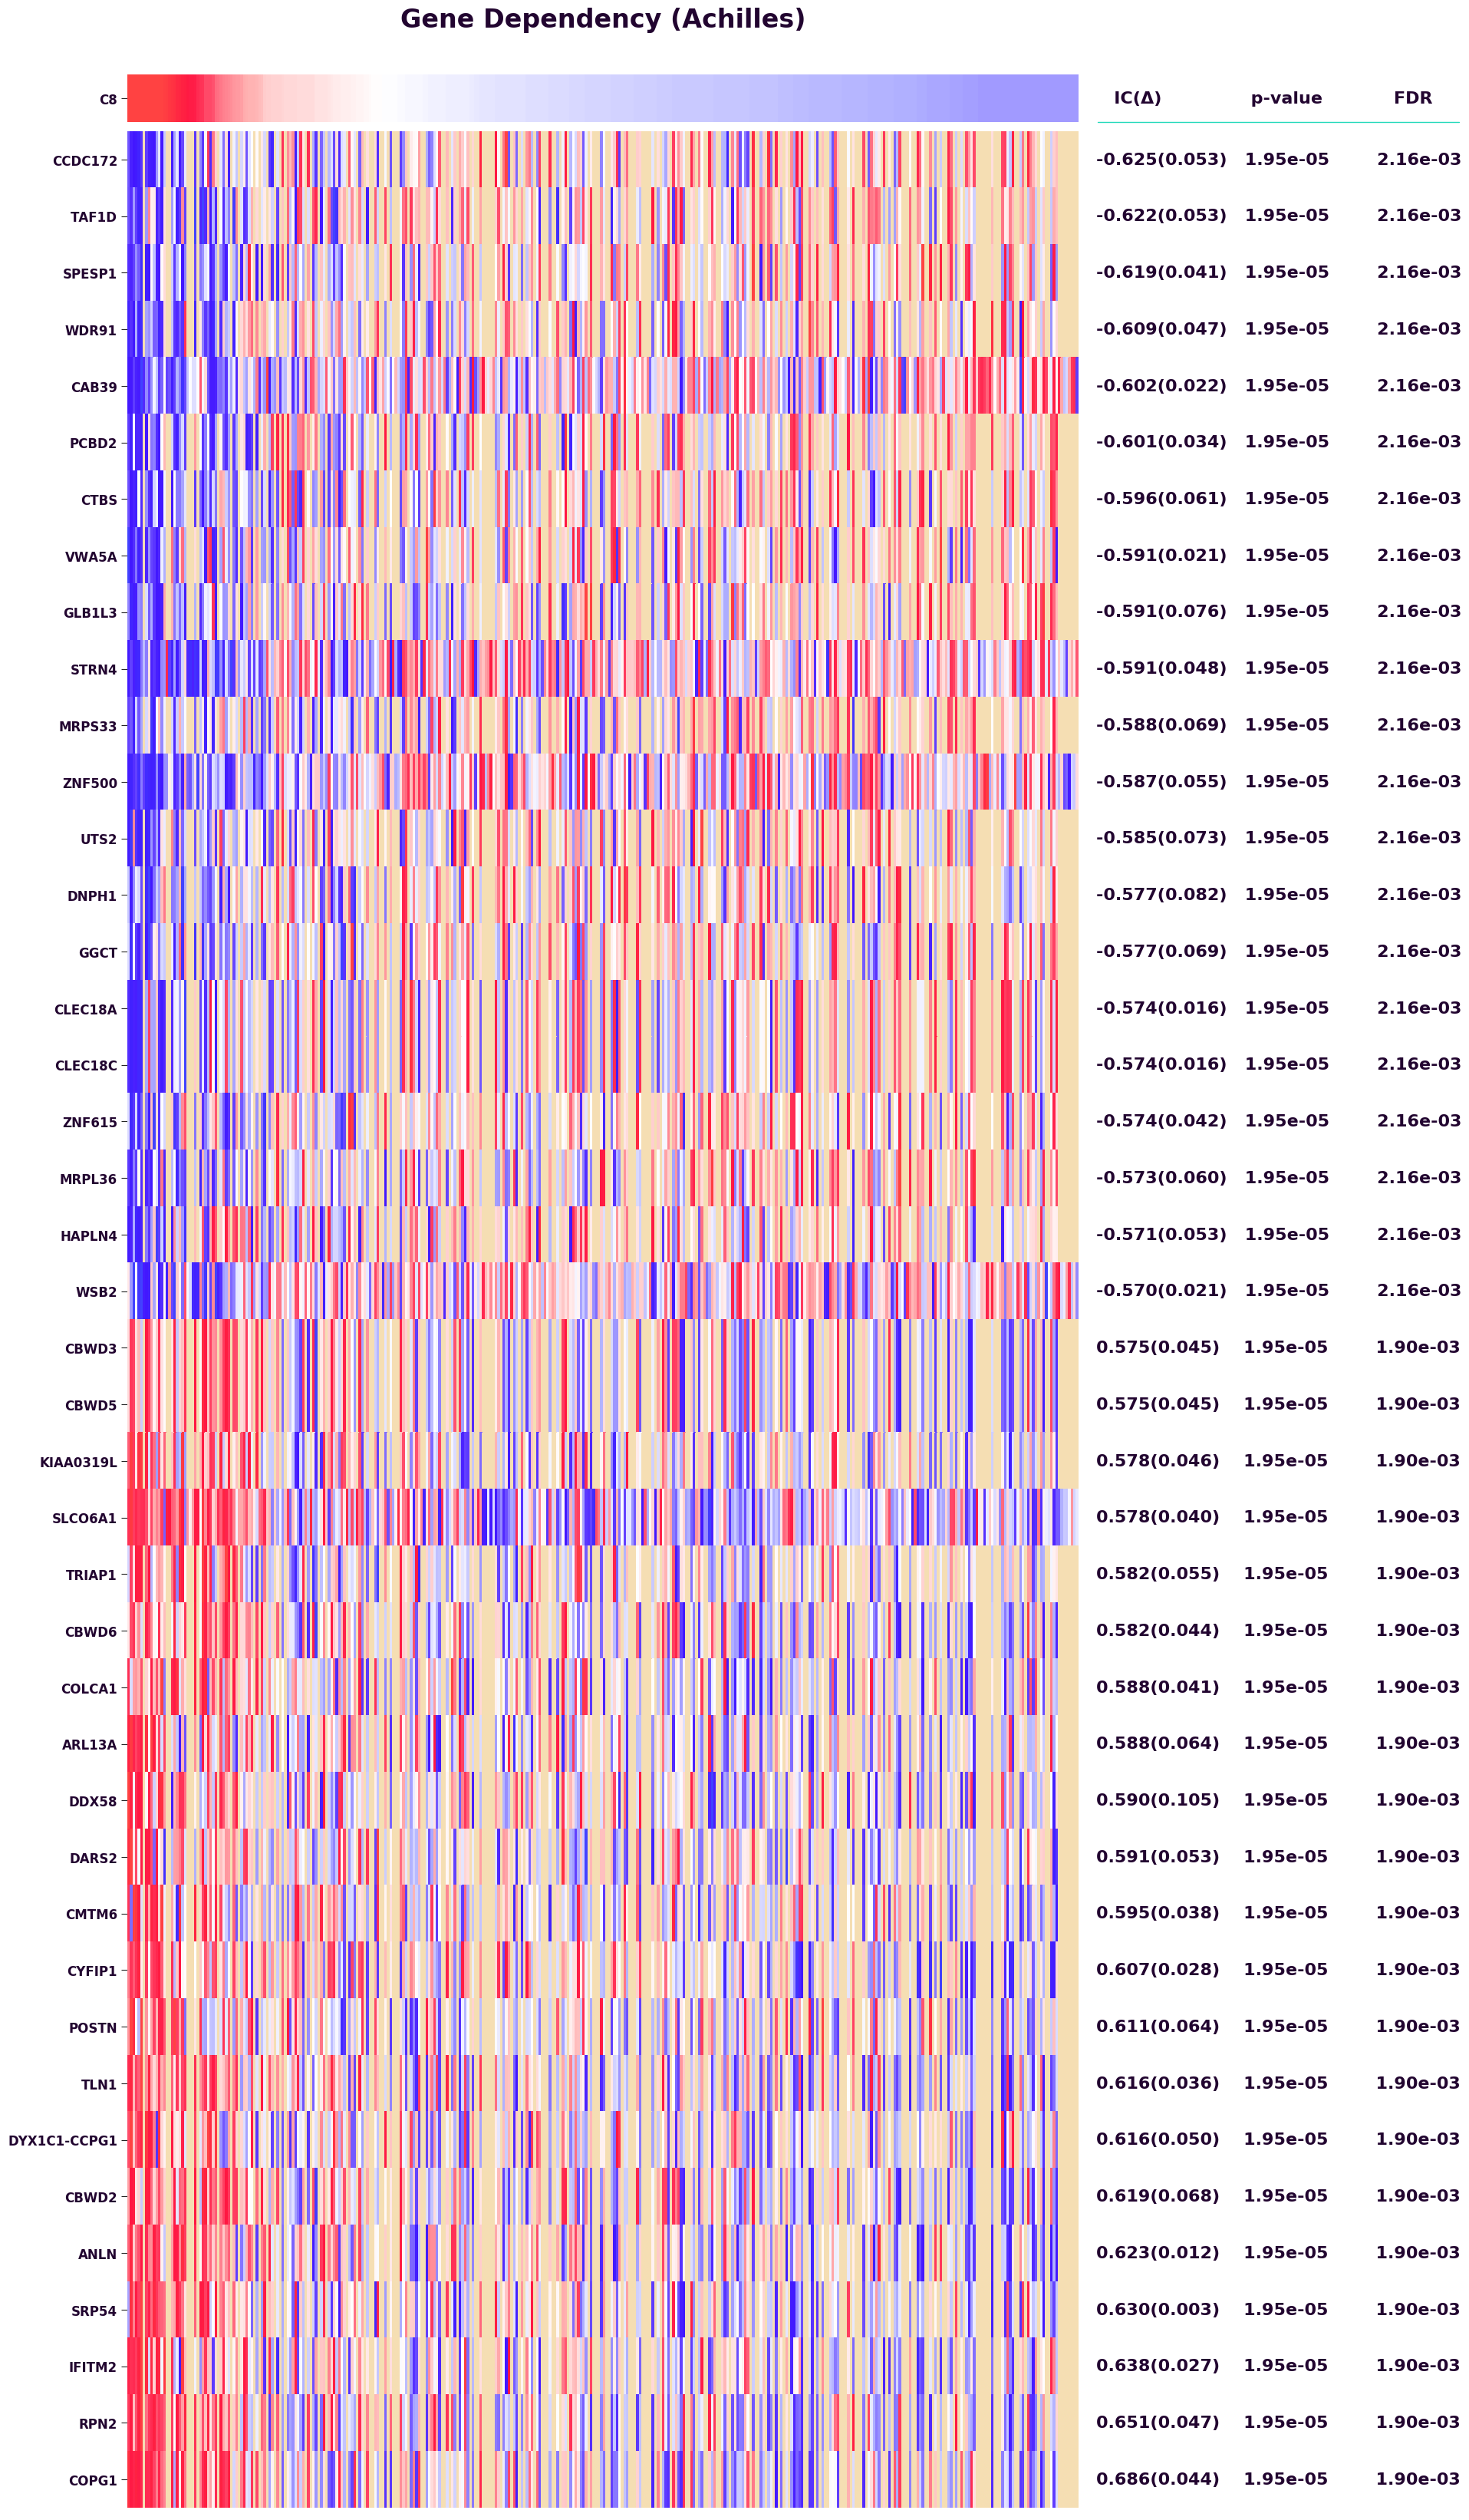 Gene Dependency (Achilles)
C8 IC(Δ) p-value FDR
CCDC172 -0.625(0.053) 1.95e-05 2.16e-03
TAF1D -0.622(0.053) 1.95e-05 2.16e-03
SPESP1 -0.619(0.041) 1.95e-05 2.16e-03
WDR91 -0.609(0.047) 1.95e-05 2.16e-03
CAB39 -0.602(0.022) 1.95e-05 2.16e-03
PCBD2 -0.601(0.034) 1.95e-05 2.16e-03
CTBS -0.596(0.061) 1.95e-05 2.16e-03
VWA5A -0.591(0.021) 1.95e-05 2.16e-03
GLB1L3 -0.591(0.076) 1.95e-05 2.16e-03
STRN4 -0.591(0.048) 1.95e-05 2.16e-03
MRPS33 -0.588(0.069) 1.95e-05 2.16e-03
ZNF500 -0.587(0.055) 1.95e-05 2.16e-03
UTS2 -0.585(0.073) 1.95e-05 2.16e-03
DNPH1 -0.577(0.082) 1.95e-05 2.16e-03
GGCT -0.577(0.069) 1.95e-05 2.16e-03
CLEC18A -0.574(0.016) 1.95e-05 2.16e-03
CLEC18C -0.574(0.016) 1.95e-05 2.16e-03
ZNF615 -0.574(0.042) 1.95e-05 2.16e-03
MRPL36 -0.573(0.060) 1.95e-05 2.16e-03
HAPLN4 -0.571(0.053) 1.95e-05 2.16e-03
WSB2 -0.570(0.021) 1.95e-05 2.16e-03
CBWD3 0.575(0.045) 1.95e-05 1.90e-03
CBWD5 0.575(0.045) 1.95e-05 1.90e-03
KIAA0319L 0.578(0.046) 1.95e-05 1.90e-03
SLCO6A1 0.578(0.040) 1.95e-05 1.90e-03
TRIAP1 0.582(0.055) 1.95e-05 1.90e-03
CBWD6 0.582(0.044) 1.95e-05 1.90e-03
COLCA1 0.588(0.041) 1.95e-05 1.90e-03
ARL13A 0.588(0.064) 1.95e-05 1.90e-03
DDX58 0.590(0.105) 1.95e-05 1.90e-03
DARS2 0.591(0.053) 1.95e-05 1.90e-03
CMTM6 0.595(0.038) 1.95e-05 1.90e-03
CYFIP1 0.607(0.028) 1.95e-05 1.90e-03
POSTN 0.611(0.064) 1.95e-05 1.90e-03
TLN1 0.616(0.036) 1.95e-05 1.90e-03
DYX1C1-CCPG1 0.616(0.050) 1.95e-05 1.90e-03
CBWD2 0.619(0.068) 1.95e-05 1.90e-03
ANLN 0.623(0.012) 1.95e-05 1.90e-03
SRP54 0.630(0.003) 1.95e-05 1.90e-03
IFITM2 0.638(0.027) 1.95e-05 1.90e-03
RPN2 0.651(0.047) 1.95e-05 1.90e-03
COPG1 0.686(0.044) 1.95e-05 1.90e-03